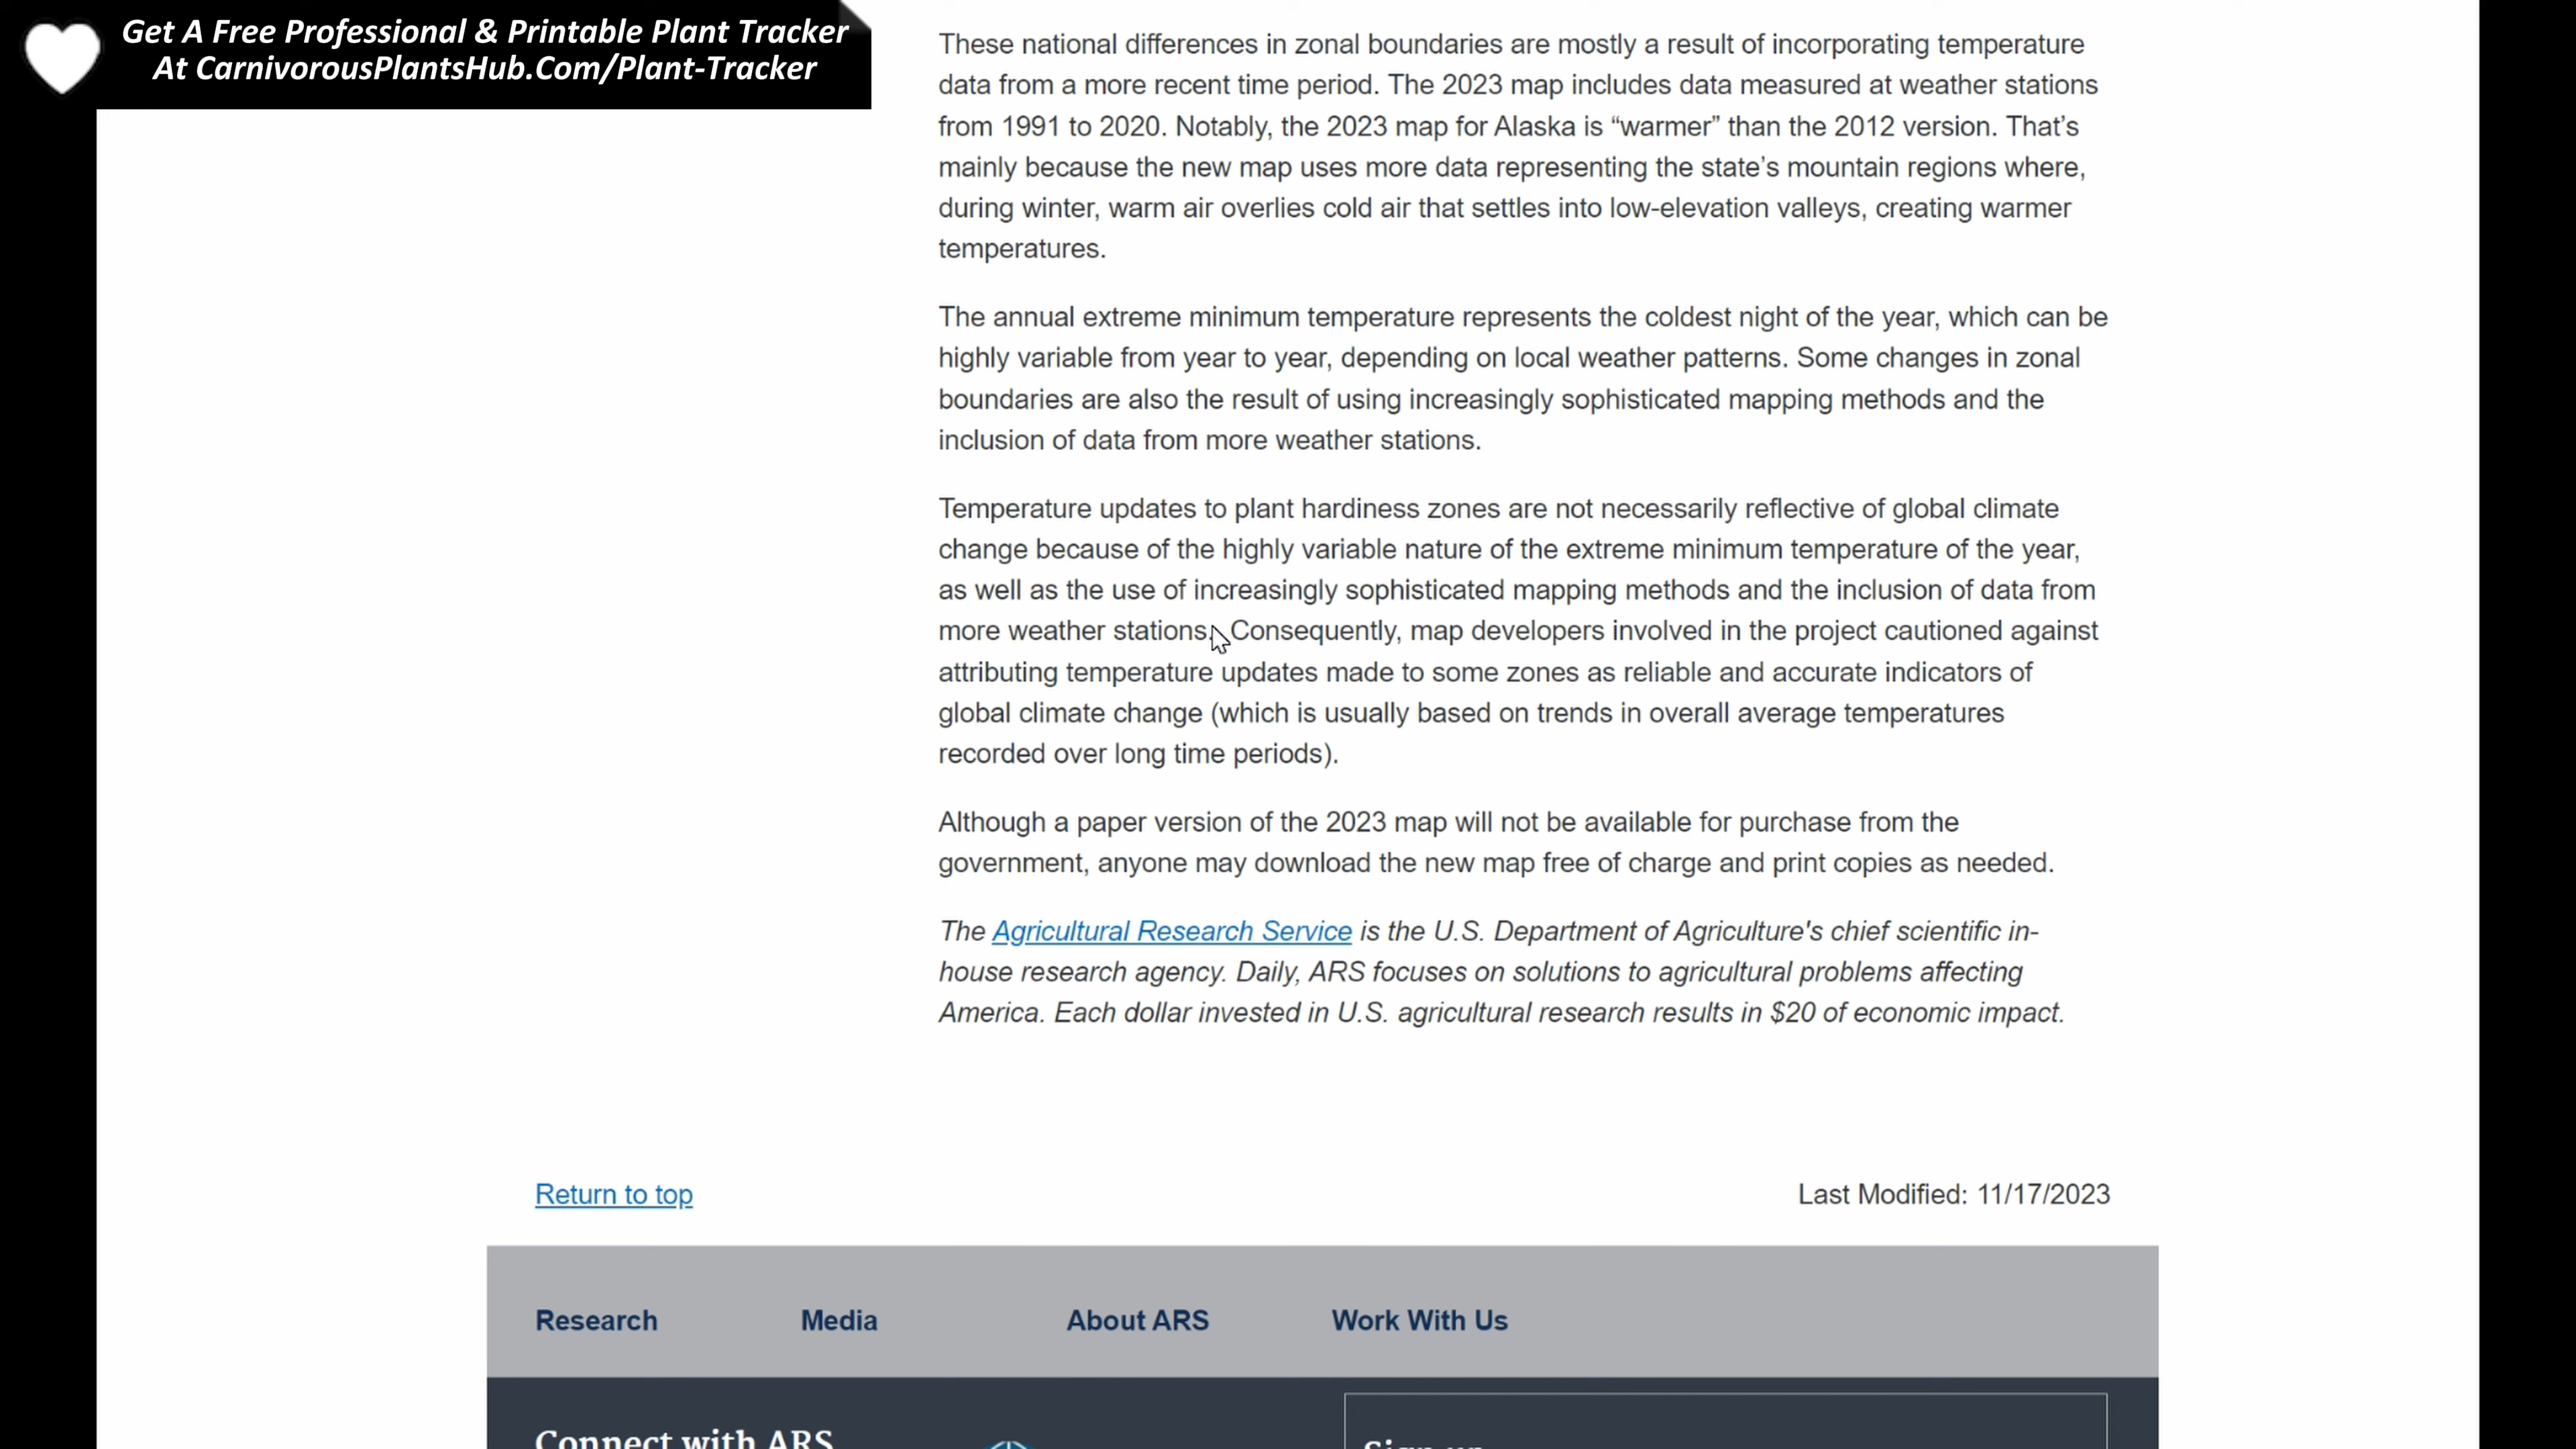 Get A Free Professional & Printable Plant Tracker
At CarnivorousPlantsHub.Com/Plant-Tracker
These national differences in zonal boundaries are mostly a result of incorporating temperature
data from a more recent time period. The 2023 map includes data measured at weather stations
from 1991 to 2020. Notably, the 2023 map for Alaska is “warmer” than the 2012 version. That’s
mainly because the new map uses more data representing the state’s mountain regions where,
during winter, warm air overlies cold air that settles into low-elevation valleys, creating warmer
temperatures.
The annual extreme minimum temperature represents the coldest night of the year, which can be
highly variable from year to year, depending on local weather patterns. Some changes in zonal
boundaries are also the result of using increasingly sophisticated mapping methods and the
inclusion of data from more weather stations.
Temperature updates to plant hardiness zones are not necessarily reflective of global climate
change because of the highly variable nature of the extreme minimum temperature of the year,
as well as the use of increasingly sophisticated mapping methods and the inclusion of data from
more weather stations. Consequently, map developers involved in the project cautioned against
attributing temperature updates made to some zones as reliable and accurate indicators of
global climate change (which is usually based on trends in overall average temperatures
recorded over long time periods).
Although a paper version of the 2023 map will not be available for purchase from the
government, anyone may download the new map free of charge and print copies as needed.
The Agricultural Research Service is the U.S. Department of Agriculture's chief scientific in-
house research agency. Daily, ARS focuses on solutions to agricultural problems affecting
America. Each dollar invested in U.S. agricultural research results in $20 of economic impact.
Return to top
Last Modified: 11/17/2023
Research
Media
About ARS
Work With Us
Connect with ARS
Sign up